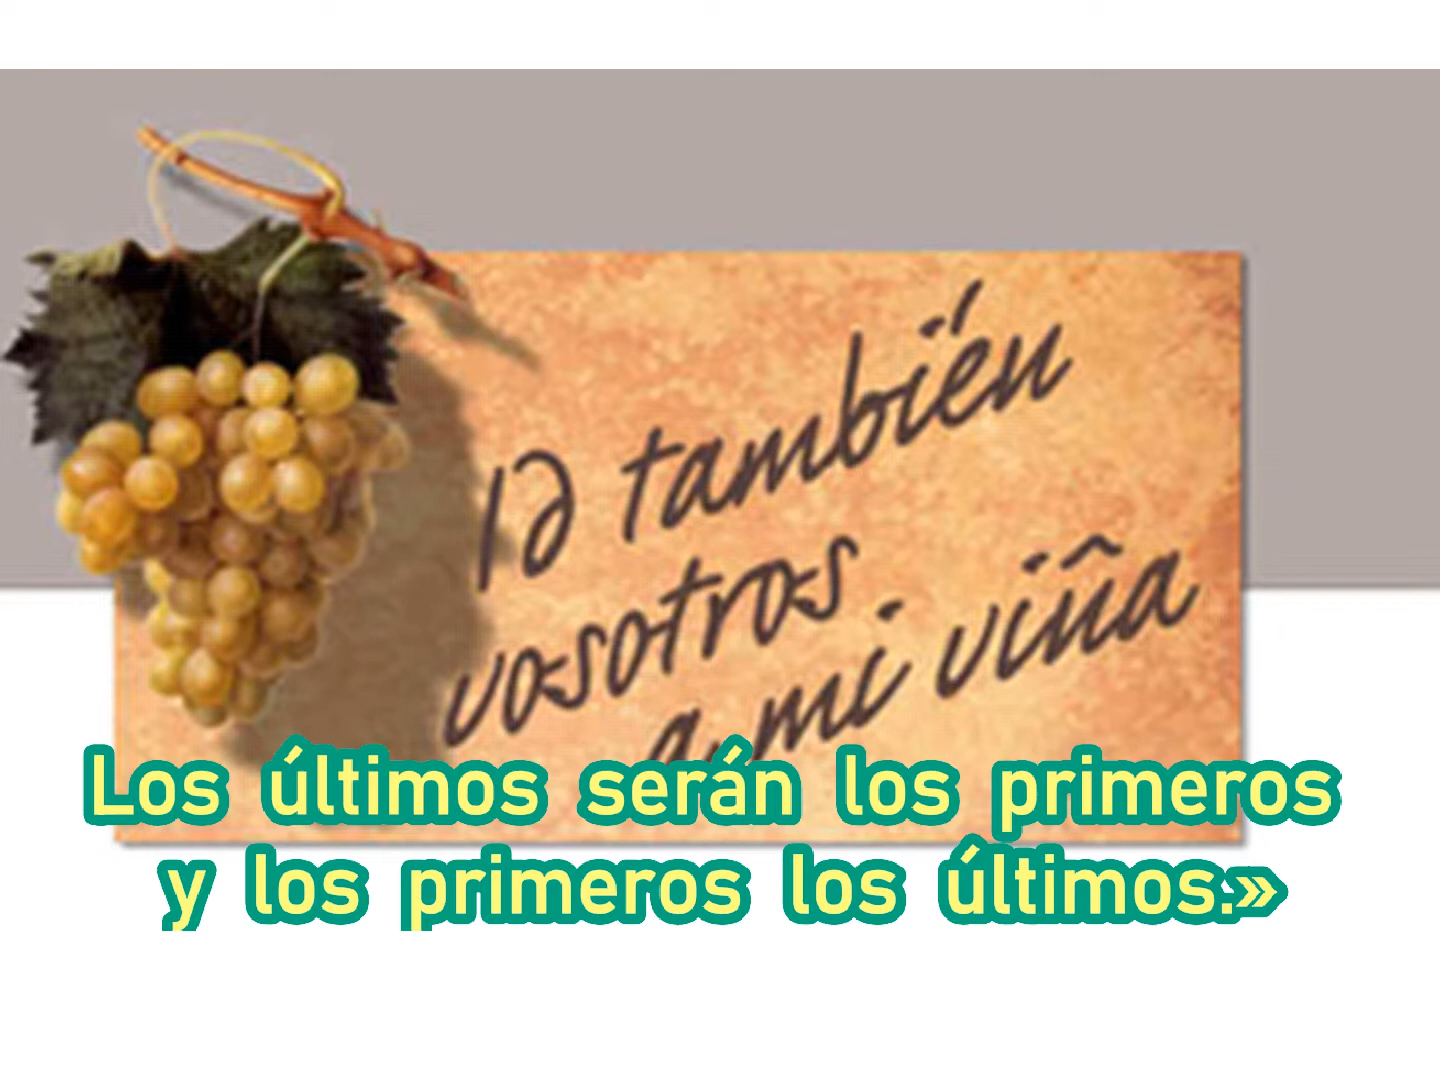 Id también
vosotros
a mi viña
Los últimos serán los primeros
y los primeros los últimos.»